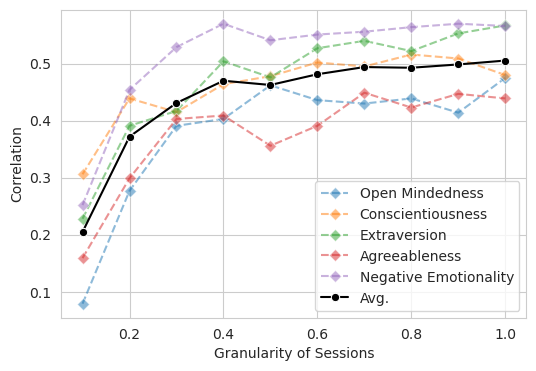 0.5
0.4
0.3
0.2
0.1
Correlation
0.2
0.4
0.6
0.8
1.0
Granularity of Sessions
Open Mindedness
Conscientiousness
Extraversion
Agreeableness
Negative Emotionality
Avg.